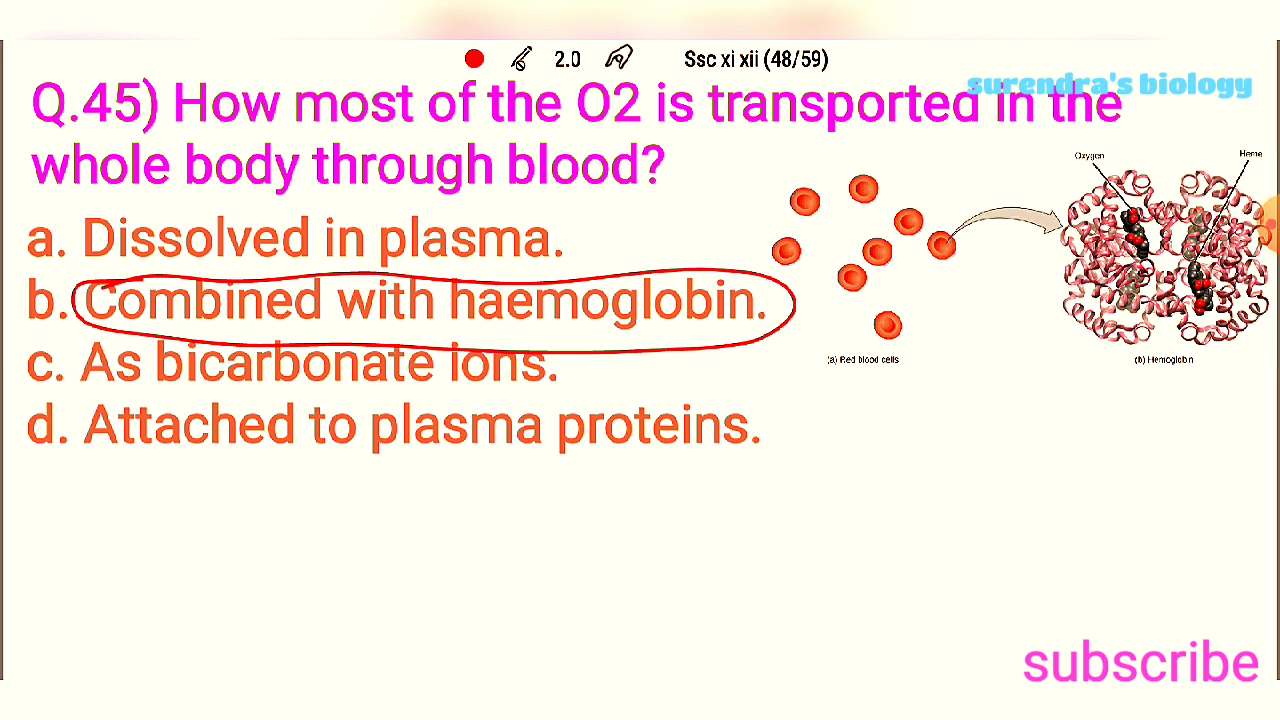 2.0 Ssc xi xii (48/59)
surendra's biology
Q.45) How most of the O2 is transported in the
whole body through blood?
a. Dissolved in plasma.
b. Combined with haemoglobin.
c. As bicarbonate ions.
d. Attached to plasma proteins.
Oxygen
Heme
(a) Red blood cells
(b) Hemoglobin
subscribe